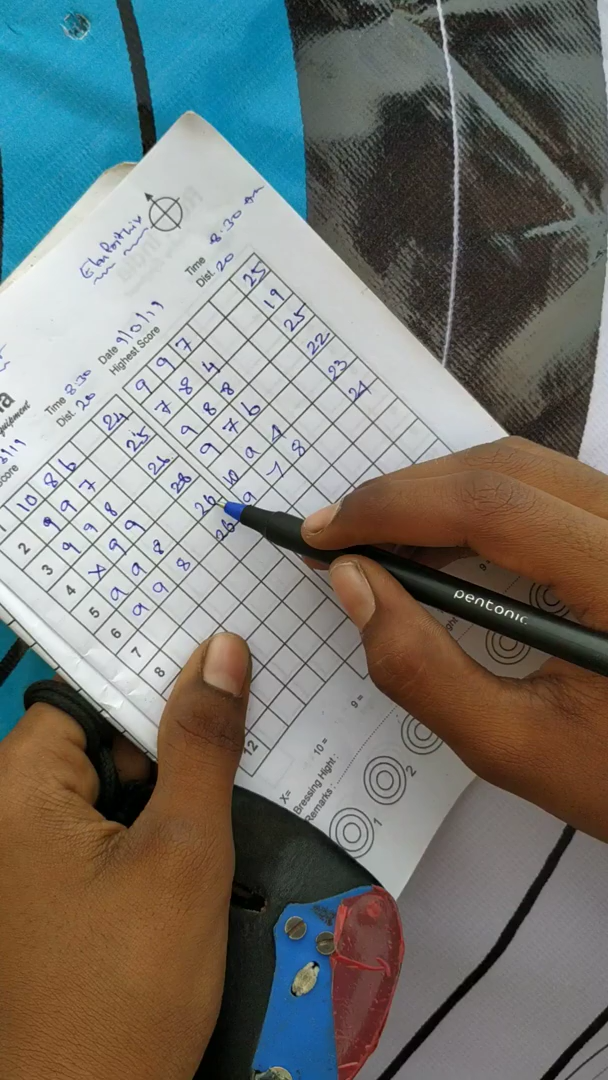 Time 8:30 am
Dist. 20
Date 9/01/19
Highest Score
Time 8:30
Dist. 20
1 10 8 6 24 9 9 7 25
2 9 9 7 25 7 8 4 19
3 9 9 8 26 9 8 8 25
4 X 9 9 28 9 7 6 22
5 9 9 8 26 10 9 4 23
6 9 9 8 26 9 7 8 24
7
8
12
X=
10 =
9 =
Bressing Hight :
Remarks :
1
2
pentonic